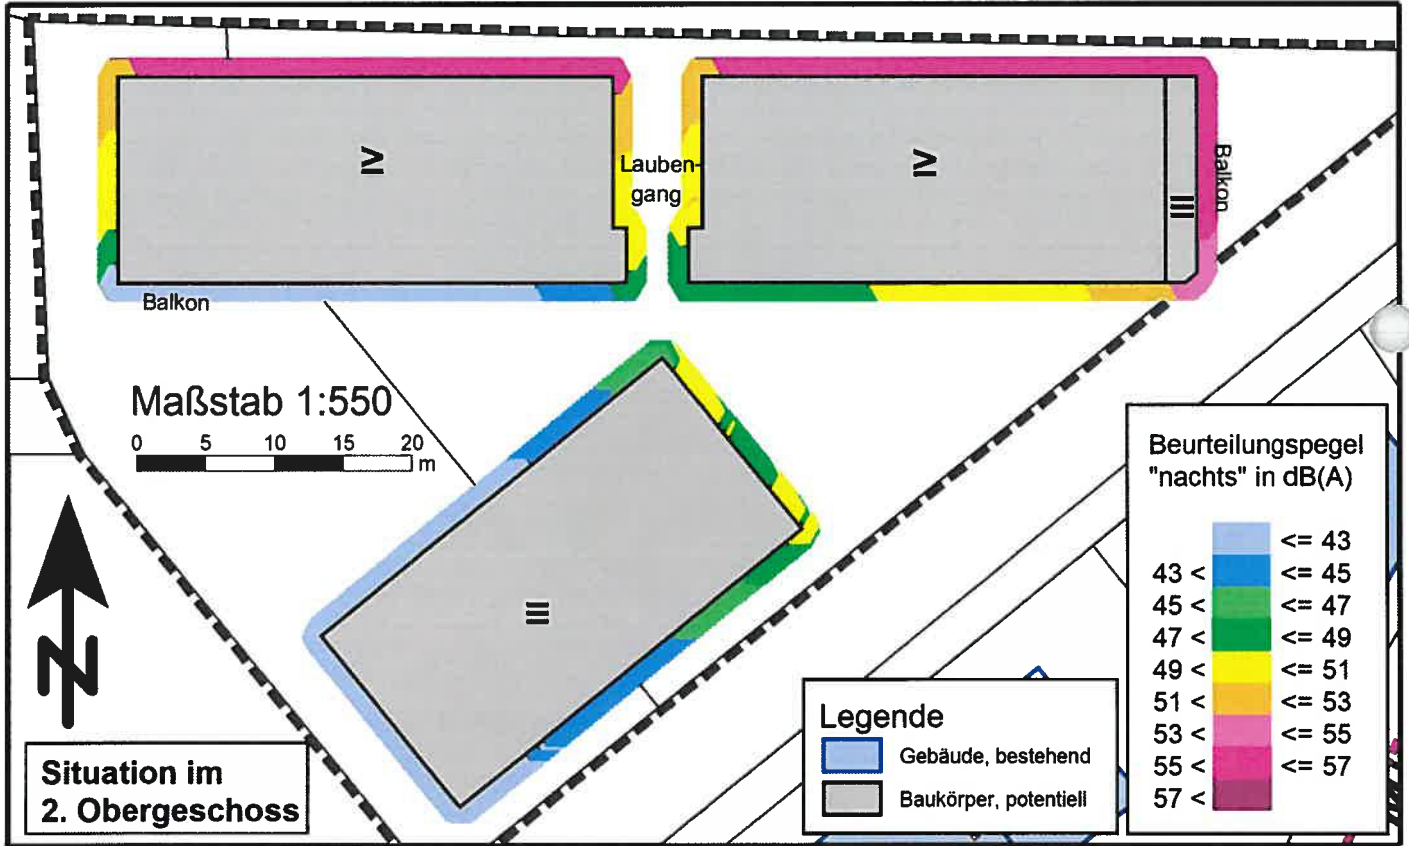 IV
IV
III
Lauben-
gang
Balkon
Balkon
Maßstab 1:550
0 5 10 15 20
m
III
N
Situation im
2. Obergeschoss
Legende
Gebäude, bestehend
Baukörper, potentiell
Beurteilungspegel
"nachts" in dB(A)
<= 43
43 < <= 45
45 < <= 47
47 < <= 49
49 < <= 51
51 < <= 53
53 < <= 55
55 < <= 57
57 <